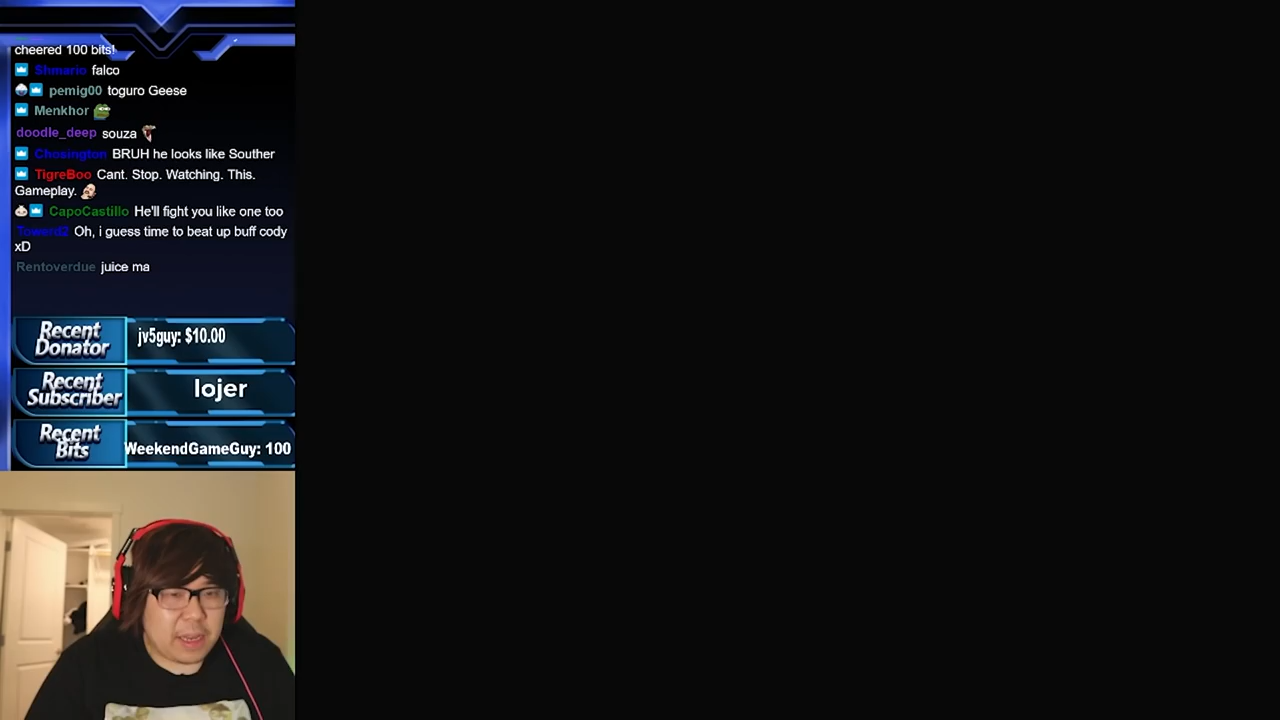 cheered 100 bits!
Shmario falco
pemig00 toguro Geese
Menkhor
doodle_deep souza
Chosington BRUH he looks like Souther
TigreBoo Cant. Stop. Watching. This.
Gameplay.
CapoCastillo He'll fight you like one too
Towerd2 Oh, i guess time to beat up buff cody
xD
Rentoverdue juice ma
Recent
Donator
jv5guy: $10.00
Recent
Subscriber
lojer
Recent
Bits
WeekendGameGuy: 100